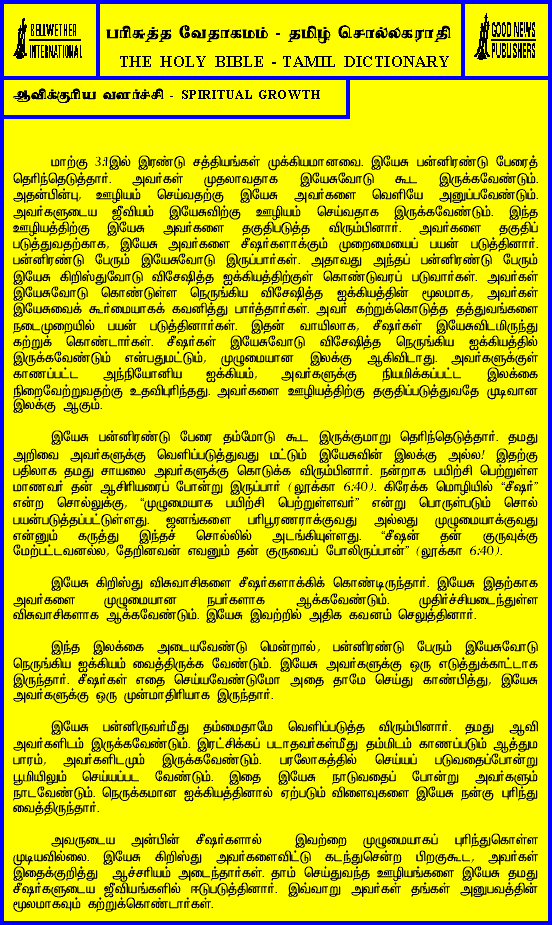 BELLWETHER
INTERNATIONAL
பரிசுத்த வேதாகமம் - தமிழ் சொல்லகராதி
THE HOLY BIBLE - TAMIL DICTIONARY
GOOD NEWS
PUBLISHERS
ஆவிக்குரிய வளர்ச்சி - SPIRITUAL GROWTH
மாற்கு 3:1இல் இரண்டு சத்தியங்கள் முக்கியமானவை. இயேசு பன்னிரண்டு பேரைத்
தெரிந்தெடுத்தார். அவர்கள் முதலாவதாக இயேசுவோடு கூட இருக்கவேண்டும்.
அதன்பின்பு, ஊழியம் செய்வதற்கு இயேசு அவர்களை வெளியே அனுப்பவேண்டும்.
அவர்களுடைய ஜீவியம் இயேசுவிற்கு ஊழியம் செய்வதாக இருக்கவேண்டும். இந்த
ஊழியத்திற்கு இயேசு அவர்களை தகுதிபடுத்த விரும்பினார். அவர்களை தகுதிப்
படுத்துவதற்காக, இயேசு அவர்களை சீஷர்களாக்கும் முறைமையைப் பயன் படுத்தினார்.
பன்னிரண்டு பேரும் இயேசுவோடு இருப்பார்கள். அதாவது அந்தப் பன்னிரண்டு பேரும்
இயேசு கிறிஸ்துவோடு விசேஷித்த ஐக்கியத்திற்குள் கொண்டுவரப் படுவார்கள். அவர்கள்
இயேசுவோடு கொண்டுள்ள நெருங்கிய விசேஷித்த ஐக்கியத்தின் மூலமாக, அவர்கள்
இயேசுவைக் கூர்மையாகக் கவனித்து பார்த்தார்கள். அவர் கற்றுக்கொடுத்த தத்துவங்களை
நடைமுறையில் பயன் படுத்தினார்கள். இதன் வாயிலாக, சீஷர்கள் இயேசுவிடமிருந்து
கற்றுக் கொண்டார்கள். சீஷர்கள் இயேசுவோடு விசேஷித்த நெருங்கிய ஐக்கியத்தில்
இருக்கவேண்டும் என்பதுமட்டும், முழுமையான இலக்கு ஆகிவிடாது. அவர்களுக்குள்
காணப்பட்ட அந்நியோனிய ஐக்கியம், அவர்களுக்கு நியமிக்கப்பட்ட இலக்கை
நிறைவேற்றுவதற்கு உதவிபுரிந்தது. அவர்களை ஊழியத்திற்கு தகுதிப்படுத்துவதே முடிவான
இலக்கு ஆகும்.
இயேசு பன்னிரண்டு பேரை தம்மோடு கூட இருக்குமாறு தெரிந்தெடுத்தார். தமது
அறிவை அவர்களுக்கு வெளிப்படுத்துவது மட்டும் இயேசுவின் இலக்கு அல்ல! இதற்கு
பதிலாக தமது சாயலை அவர்களுக்கு கொடுக்க விரும்பினார். நன்றாக பயிற்சி பெற்றுள்ள
மாணவர் தன் ஆசிரியரைப் போன்று இருப்பார் (லூக்கா 6:40). கிரேக்க மொழியில் “சீஷர்”
என்ற சொல்லுக்கு, “முழுமையாக பயிற்சி பெற்றுள்ளவர்” என்று பொருள்படும் சொல்
பயன்படுத்தப்பட்டுள்ளது. ஜனங்களை பரிபூரணராக்குவது அல்லது முழுமையாக்குவது
என்னும் கருத்து இந்தச் சொல்லில் அடங்கியுள்ளது. “சீஷன் தன் குருவுக்கு
மேற்பட்டவனல்ல, தேறினவன் எவனும் தன் குருவைப் போலிருப்பான்” (லூக்கா 6:40).
இயேசு கிறிஸ்து விசுவாசிகளை சீஷர்களாக்கிக் கொண்டிருந்தார். இயேசு இதற்காக
அவர்களை முழுமையான நபர்களாக ஆக்கவேண்டும். முதிர்ச்சியடைந்துள்ள
விசுவாசிகளாக ஆக்கவேண்டும். இயேசு இவற்றில் அதிக கவனம் செலுத்தினார்.
இந்த இலக்கை அடையவேண்டு மென்றால், பன்னிரண்டு பேரும் இயேசுவோடு
நெருங்கிய ஐக்கியம் வைத்திருக்க வேண்டும். இயேசு அவர்களுக்கு ஒரு எடுத்துக்காட்டாக
இருந்தார். சீஷர்கள் எதை செய்யவேண்டுமோ அதை தாமே செய்து காண்பித்து, இயேசு
அவர்களுக்கு ஒரு முன்மாதிரியாக இருந்தார்.
இயேசு பன்னிருவர்மீது தம்மைதாமே வெளிப்படுத்த விரும்பினார். தமது ஆவி
அவர்களிடம் இருக்கவேண்டும். இரட்சிக்கப் படாதவர்கள்மீது தம்மிடம் காணப்படும் ஆத்தும
பாரம், அவர்களிடமும் இருக்கவேண்டும். பரலோகத்தில் செய்யப் படுவதைப்போன்று
பூமியிலும் செய்யப்பட வேண்டும். இதை இயேசு நாடுவதைப் போன்று அவர்களும்
நாடவேண்டும். நெருக்கமான ஐக்கியத்தினால் ஏற்படும் விளைவுகளை இயேசு நன்கு புரிந்து
வைத்திருந்தார்.
அவருடைய அன்பின் சீஷர்களால் இவற்றை முழுமையாகப் புரிந்துகொள்ள
முடியவில்லை. இயேசு கிறிஸ்து அவர்களைவிட்டு கடந்துசென்ற பிறகுகூட, அவர்கள்
இதைக்குறித்து ஆச்சரியம் அடைந்தார்கள். தாம் செய்துவந்த ஊழியங்களை இயேசு தமது
சீஷர்களுடைய ஜீவியங்களில் ஈடுபடுத்தினார். இவ்வாறு அவர்கள் தங்கள் அனுபவத்தின்
மூலமாகவும் கற்றுக்கொண்டார்கள்.